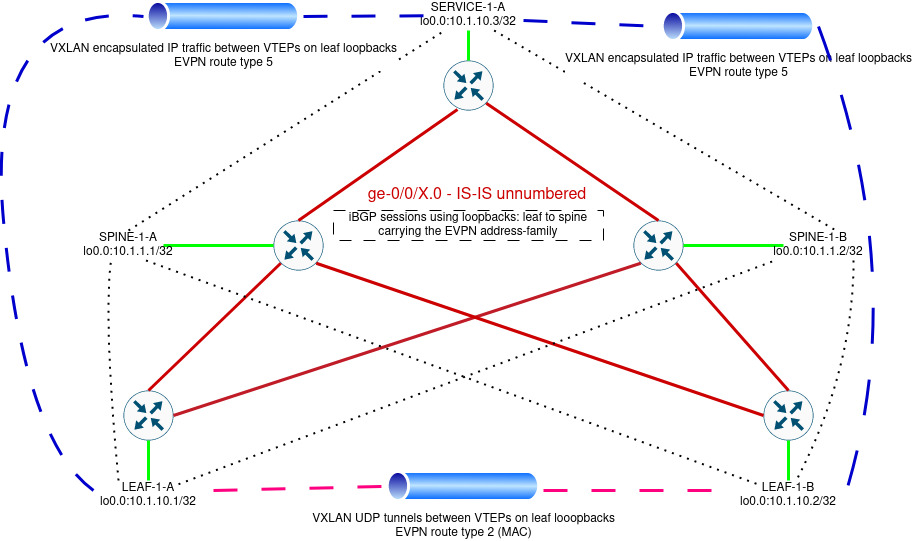 SERVICE-1-A
lo0.0:10.1.10.3/32
VXLAN encapsulated IP traffic between VTEPs on leaf loopbacks
EVPN route type 5
VXLAN encapsulated IP traffic between VTEPs on leaf loopbacks
EVPN route type 5
ge-0/0/X.0 - IS-IS unnumbered
iBGP sessions using loopbacks: leaf to spine
carrying the EVPN address-family
SPINE-1-A
lo0.0:10.1.1.1/32
SPINE-1-B
lo0.0:10.1.1.2/32
LEAF-1-A
lo0.0:10.1.10.1/32
LEAF-1-B
lo0.0:10.1.10.2/32
VXLAN UDP tunnels between VTEPs on leaf looopbacks
EVPN route type 2 (MAC)